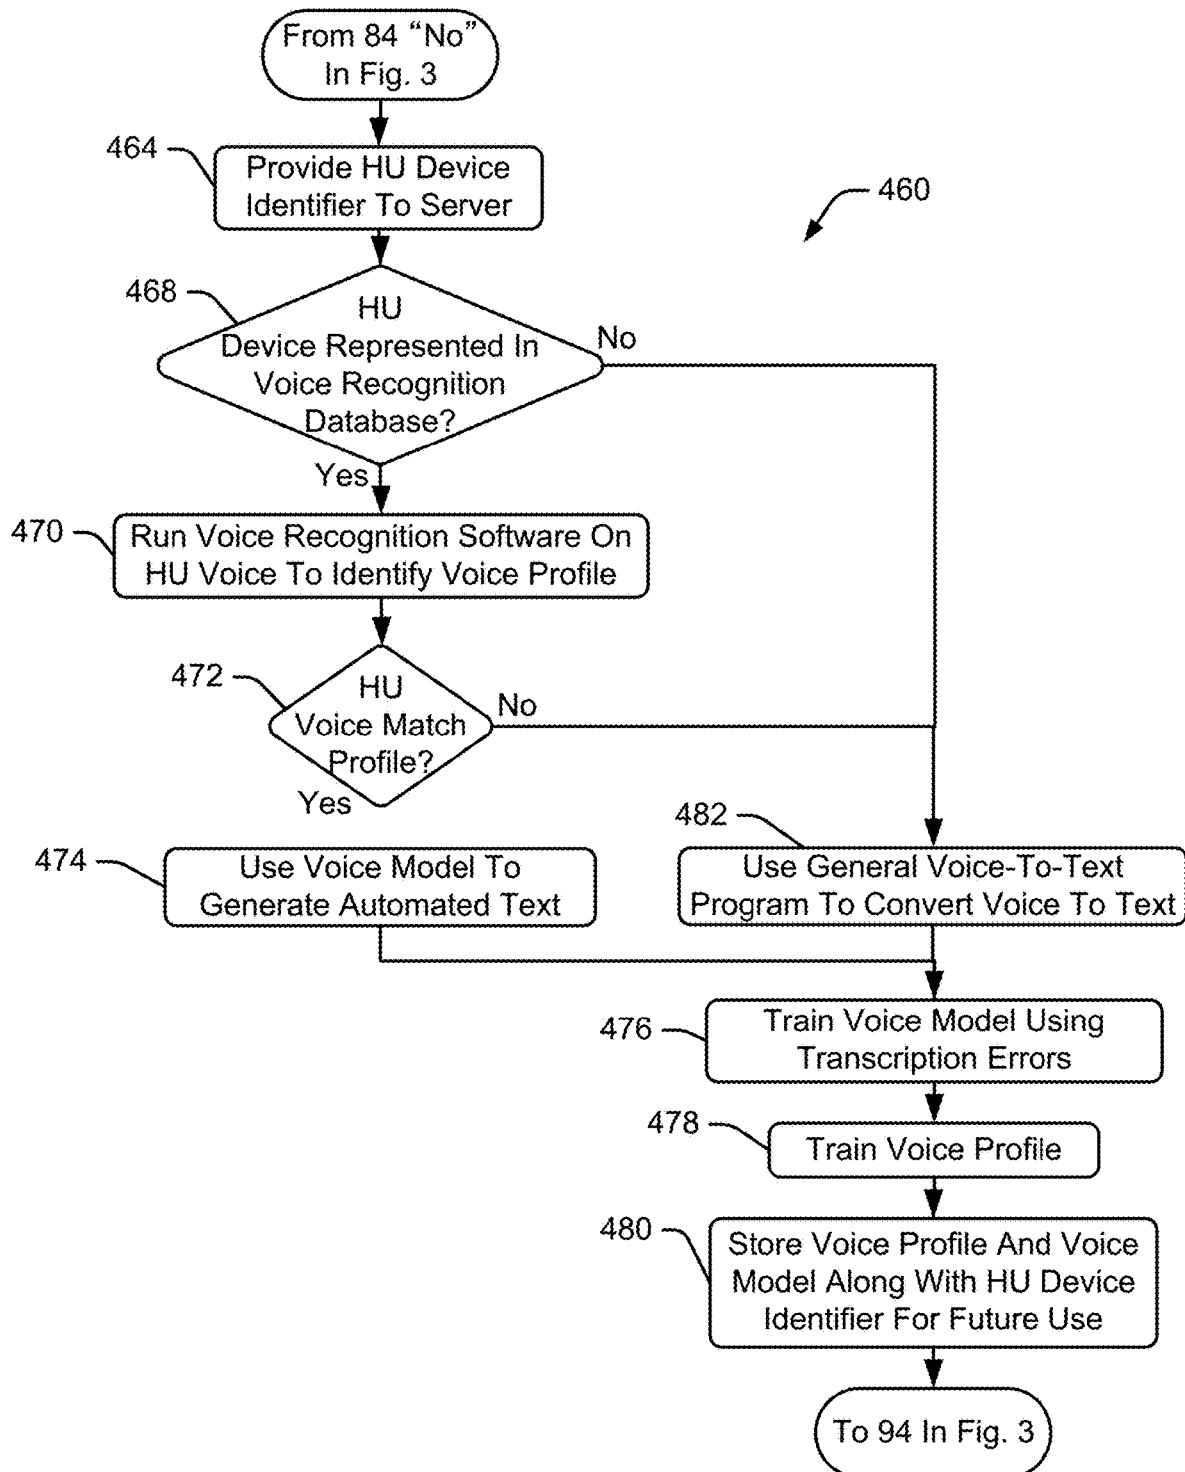 From 84 “No”
In Fig. 3
464
Provide HU Device
Identifier To Server
460
468
HU
Device Represented In
Voice Recognition
Database?
No
Yes
470
Run Voice Recognition Software On
HU Voice To Identify Voice Profile
472
HU
Voice Match
Profile?
No
Yes
474
Use Voice Model To
Generate Automated Text
482
Use General Voice-To-Text
Program To Convert Voice To Text
476
Train Voice Model Using
Transcription Errors
478
Train Voice Profile
480
Store Voice Profile And Voice
Model Along With HU Device
Identifier For Future Use
To 94 In Fig. 3